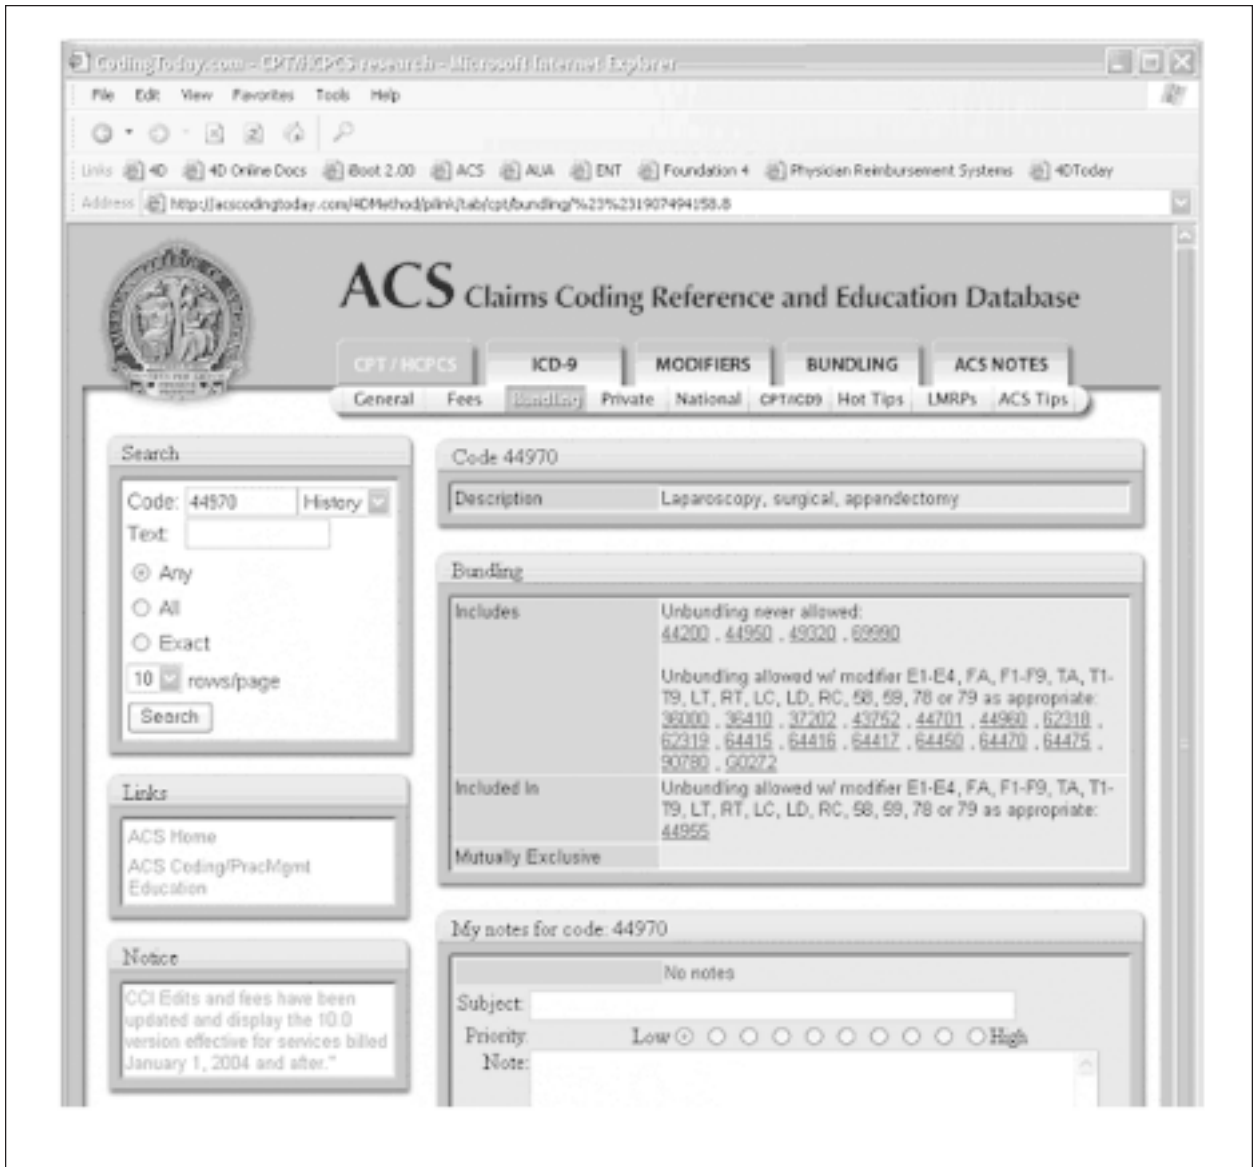 CodingToday.com - CPT/HCPCS research - Microsoft Internet Explorer
File Edit View Favorites Tools Help
Links 4D 4D Online Docs iBoot 2.00 ACS AUA ENT Foundation 4 Physician Reimbursement Systems 4DToday
Address http://acscodingtoday.com/4DMethod/plink/tab/cpt/bundling/%23%231907494158.8
ACS Claims Coding Reference and Education Database
CPT / HCPCS ICD-9 MODIFIERS BUNDLING ACS NOTES
General Fees Bundling Private National CPT/ICD9 Hot Tips LMRPs ACS Tips
Search
Code: 44970 History
Text:
Any
All
Exact
10 rows/page
Search
Links
ACS Home
ACS Coding/PracMgmt
Education
Notice
CCI Edits and fees have been
updated and display the 10.0
version effective for services billed
January 1, 2004 and after."
Code 44970
Description Laparoscopy, surgical, appendectomy
Bundling
Includes Unbundling never allowed:
44200 . 44950 . 49320 . 69990
Unbundling allowed w/ modifier E1-E4, FA, F1-F9, TA, T1-
T9, LT, RT, LC, LD, RC, 58, 59, 78 or 79 as appropriate:
36000 . 36410 . 37202 . 43752 . 44701 . 44960 . 62318 .
62319 . 64415 . 64416 . 64417 . 64450 . 64470 . 64475 .
90780 . G0272
Included In Unbundling allowed w/ modifier E1-E4, FA, F1-F9, TA, T1-
T9, LT, RT, LC, LD, RC, 58, 59, 78 or 79 as appropriate:
44955
Mutually Exclusive
My notes for code: 44970
No notes
Subject:
Priority: Low High
Note: